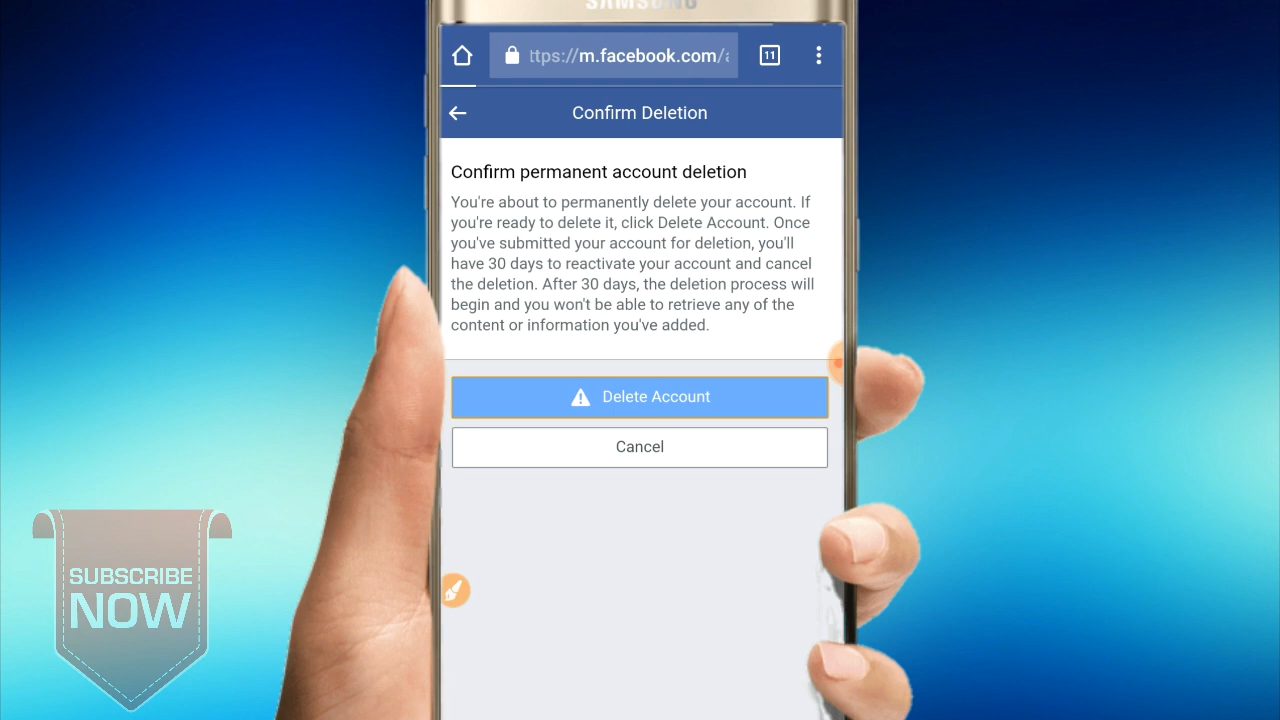 SAMSUNG
ttps://m.facebook.com/a
11
Confirm Deletion
Confirm permanent account deletion
You're about to permanently delete your account. If
you're ready to delete it, click Delete Account. Once
you've submitted your account for deletion, you'll
have 30 days to reactivate your account and cancel
the deletion. After 30 days, the deletion process will
begin and you won't be able to retrieve any of the
content or information you've added.
Delete Account
Cancel
SUBSCRIBE
NOW